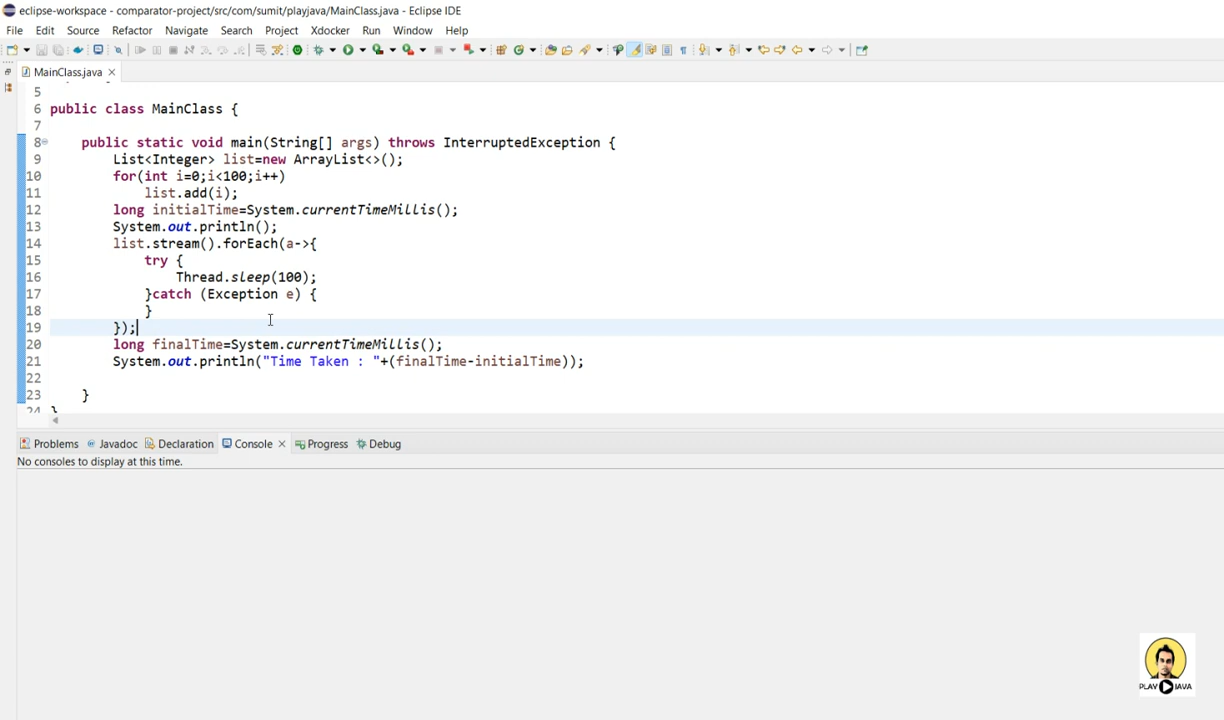 eclipse-workspace - comparator-project/src/com/sumit/playjava/MainClass.java - Eclipse IDE
File Edit Source Refactor Navigate Search Project Xdocker Run Window Help
MainClass.java
5
6 public class MainClass {
7
8 public static void main(String[] args) throws InterruptedException {
9 List<Integer> list=new ArrayList<>();
10 for(int i=0;i<100;i++)
11 list.add(i);
12 long initialTime=System.currentTimeMillis();
13 System.out.println();
14 list.stream().forEach(a->{
15 try {
16 Thread.sleep(100);
17 }catch (Exception e) {
18 }
19 });
20 long finalTime=System.currentTimeMillis();
21 System.out.println("Time Taken : "+(finalTime-initialTime));
22
23 }
24 }
Problems Javadoc Declaration Console Progress Debug
No consoles to display at this time.
PLAY JAVA